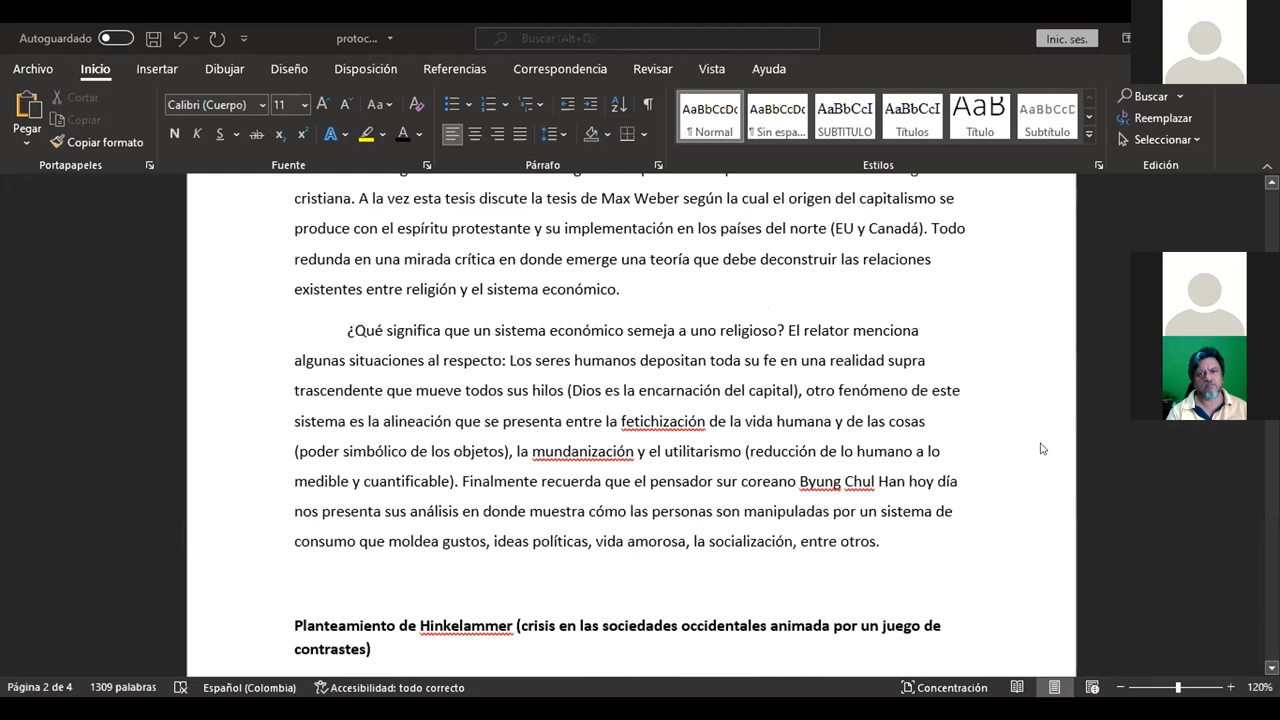 Autoguardado
protoc...
Buscar (Alt+Q)
Inic. ses.
Archivo Inicio Insertar Dibujar Diseño Disposición Referencias Correspondencia Revisar Vista Ayuda
Pegar
Cortar
Copiar
Copiar formato
Portapapeles
Calibri (Cuerpo) 11
N K S
Fuente
Párrafo
AaBbCcDc AaBbCcDc AaBbCcI AaBbCcI AaB AaBbCcD
¶ Normal ¶ Sin espa... SUBTITULO Títulos Título Subtítulo
Estilos
Buscar
Reemplazar
Seleccionar
Edición
cristiana. A la vez esta tesis discute la tesis de Max Weber según la cual el origen del capitalismo se
produce con el espíritu protestante y su implementación en los países del norte (EU y Canadá). Todo
redunda en una mirada crítica en donde emerge una teoría que debe deconstruir las relaciones
existentes entre religión y el sistema económico.
¿Qué significa que un sistema económico semeja a uno religioso? El relator menciona
algunas situaciones al respecto: Los seres humanos depositan toda su fe en una realidad supra
trascendente que mueve todos sus hilos (Dios es la encarnación del capital), otro fenómeno de este
sistema es la alineación que se presenta entre la fetichización de la vida humana y de las cosas
(poder simbólico de los objetos), la mundanización y el utilitarismo (reducción de lo humano a lo
medible y cuantificable). Finalmente recuerda que el pensador sur coreano Byung Chul Han hoy día
nos presenta sus análisis en donde muestra cómo las personas son manipuladas por un sistema de
consumo que moldea gustos, ideas políticas, vida amorosa, la socialización, entre otros.
Planteamiento de Hinkelammer (crisis en las sociedades occidentales animada por un juego de
contrastes)
Página 2 de 4 1309 palabras Español (Colombia) Accesibilidad: todo correcto Concentración 120%